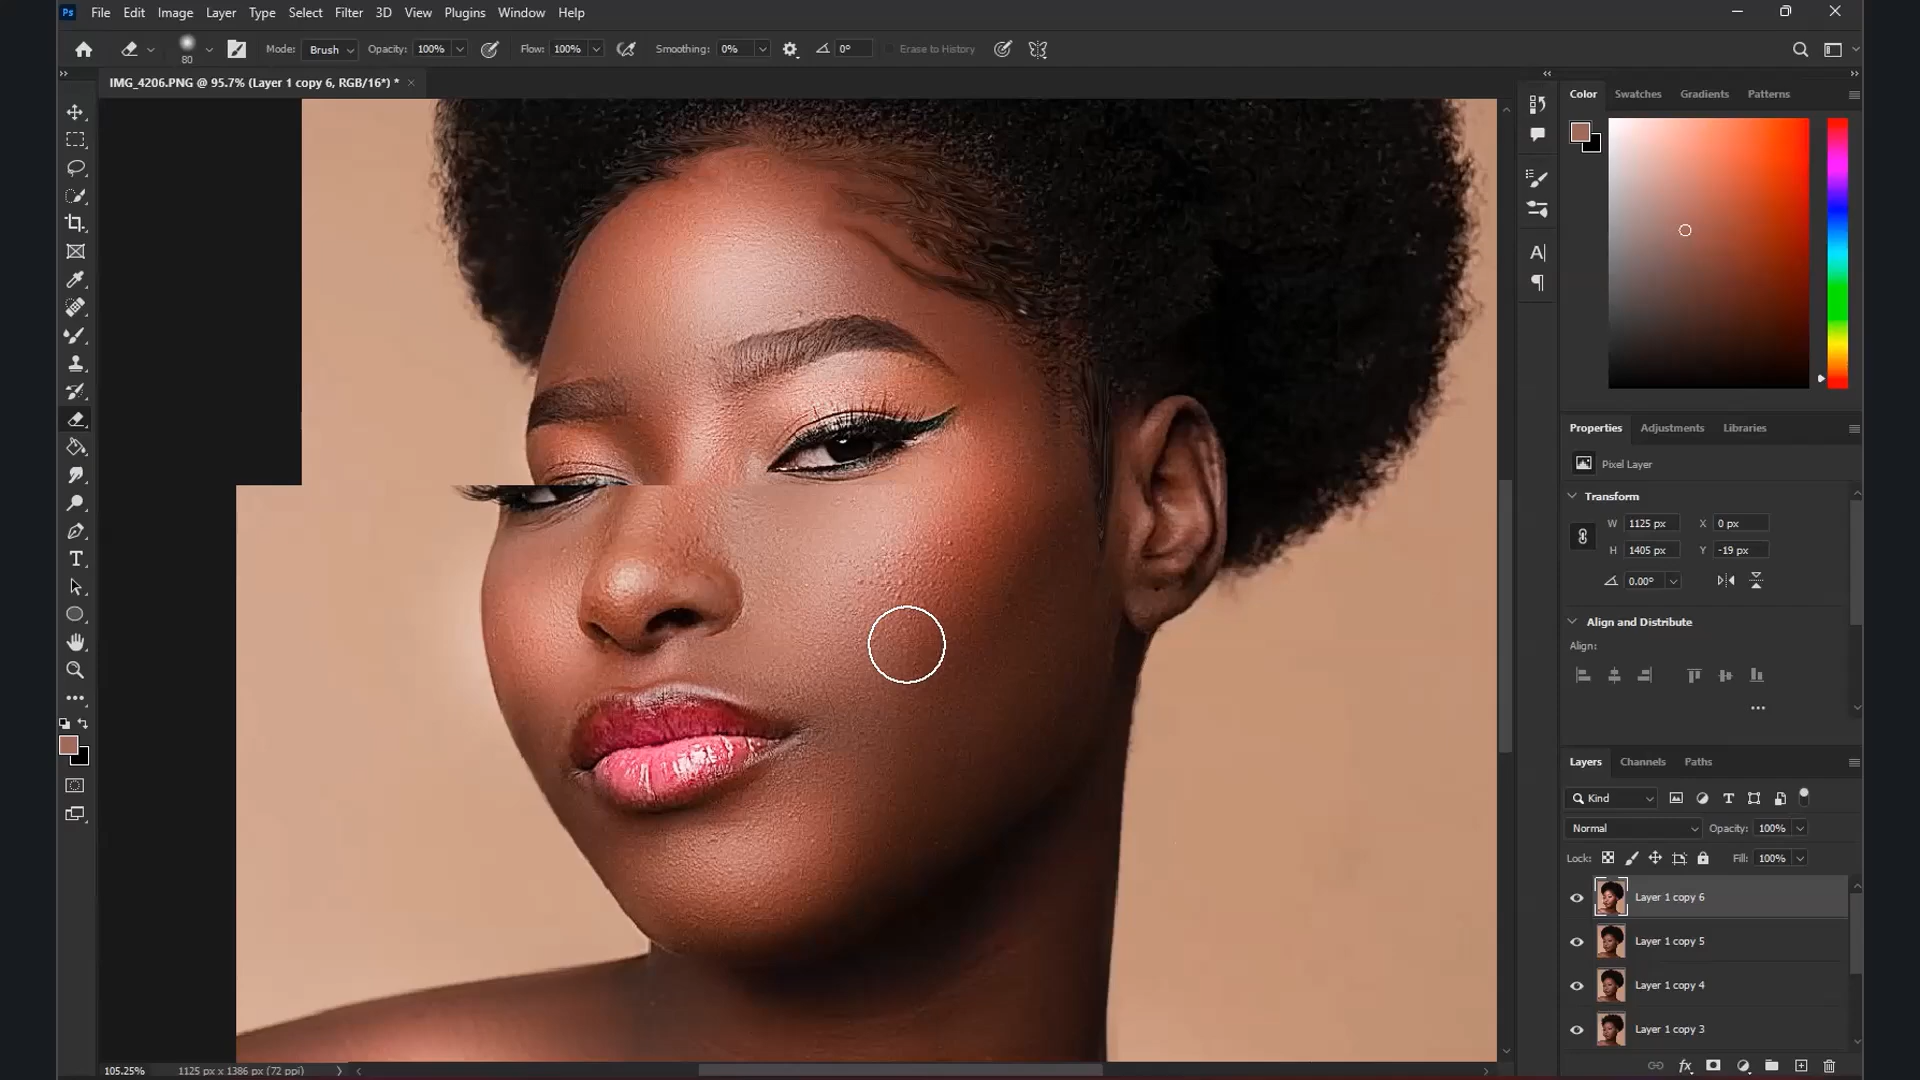 Ps File Edit Image Layer Type Select Filter 3D View Plugins Window Help
80 Mode: Brush Opacity: 100% Flow: 100% Smoothing: 0% 0° Erase to History
IMG_4206.PNG @ 95.7% (Layer 1 copy 6, RGB/16*) * ×
Color Swatches Gradients Patterns
Properties Adjustments Libraries
Pixel Layer
Transform
W 1125 px X 0 px
H 1405 px Y -19 px
0.00°
Align and Distribute
Align:
Layers Channels Paths
Kind
Normal Opacity: 100%
Lock: Fill: 100%
Layer 1 copy 6
Layer 1 copy 5
Layer 1 copy 4
Layer 1 copy 3
105.25% 1125 px x 1386 px (72 ppi)